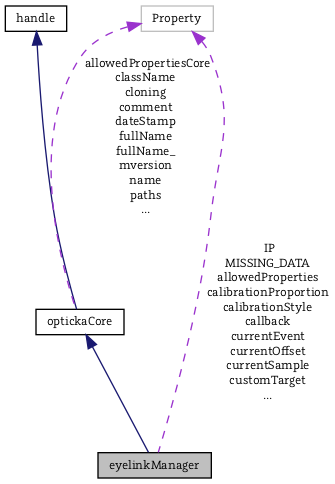 handle
Property
allowedPropertiesCore
className
cloning
comment
dateStamp
fullName
fullName_
mversion
name
paths
...
IP
MISSING_DATA
allowedProperties
calibrationProportion
calibrationStyle
callback
currentEvent
currentOffset
currentSample
customTarget
...
optickaCore
eyelinkManager